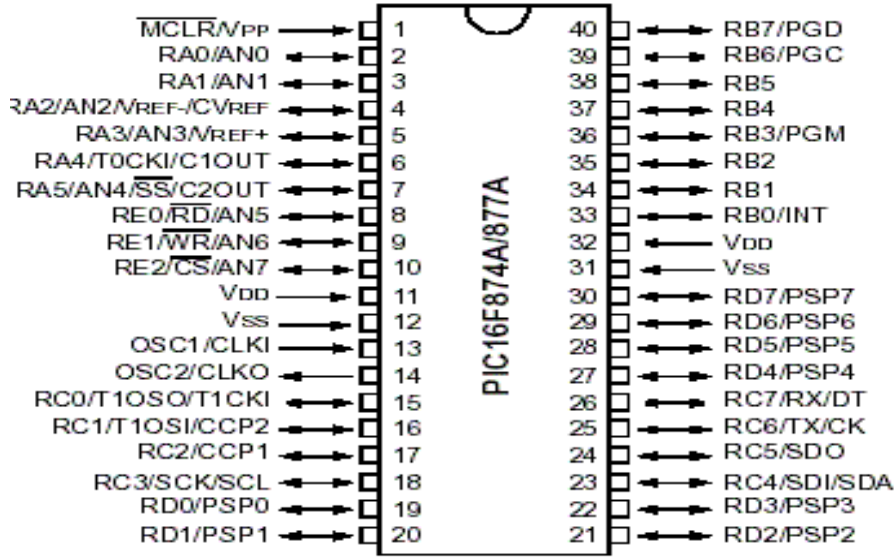 MCLR/VPP 1 40 RB7/PGD
RA0/AN0 2 39 RB6/PGC
RA1/AN1 3 38 RB5
RA2/AN2/VREF-/CVREF 4 37 RB4
RA3/AN3/VREF+ 5 36 RB3/PGM
RA4/T0CKI/C1OUT 6 35 RB2
RA5/AN4/SS/C2OUT 7 34 RB1
RE0/RD/AN5 8 33 RB0/INT
RE1/WR/AN6 9 32 VDD
RE2/CS/AN7 10 31 VSS
VDD 11 30 RD7/PSP7
VSS 12 29 RD6/PSP6
OSC1/CLKI 13 28 RD5/PSP5
OSC2/CLKO 14 27 RD4/PSP4
RC0/T1OSO/T1CKI 15 26 RC7/RX/DT
RC1/T1OSI/CCP2 16 25 RC6/TX/CK
RC2/CCP1 17 24 RC5/SDO
RC3/SCK/SCL 18 23 RC4/SDI/SDA
RD0/PSP0 19 22 RD3/PSP3
RD1/PSP1 20 21 RD2/PSP2
PIC16F874A/877A